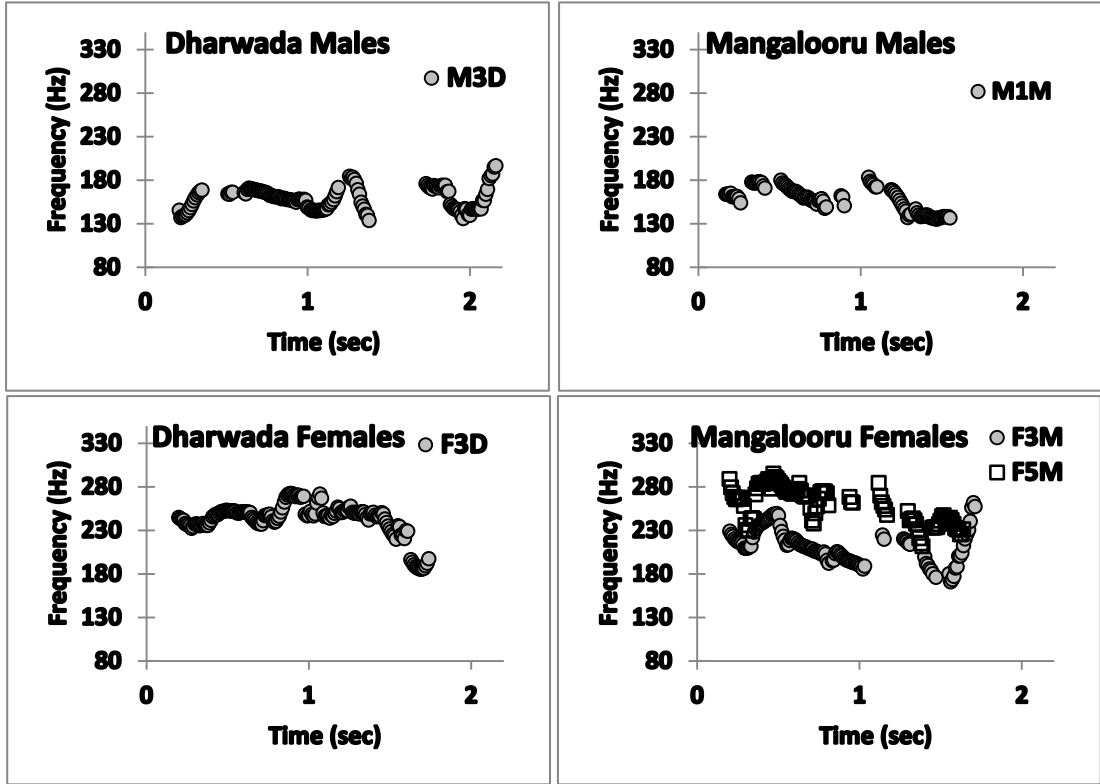 Dharwada Males
M3D
330
280
230
180
130
80
Frequency (Hz)
0 1 2
Time (sec)
Mangalooru Males
M1M
330
280
230
180
130
80
Frequency (Hz)
0 1 2
Time (sec)
Dharwada Females
F3D
330
280
230
180
130
80
Frequency (Hz)
0 1 2
Time (sec)
Mangalooru Females
F3M
F5M
330
280
230
180
130
80
Frequency (Hz)
0 1 2
Time (sec)